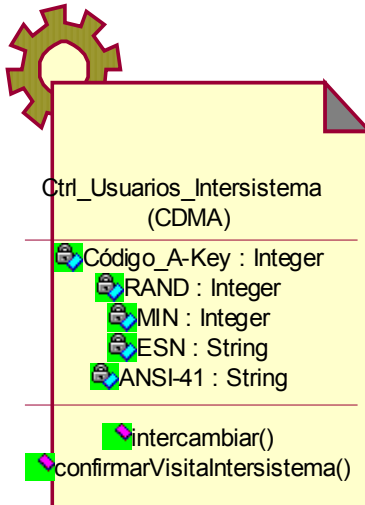 Ctrl_Usuarios_Intersistema
(CDMA)
Código_A-Key : Integer
RAND : Integer
MIN : Integer
ESN : String
ANSI-41 : String
intercambiar()
confirmarVisitaIntersistema()